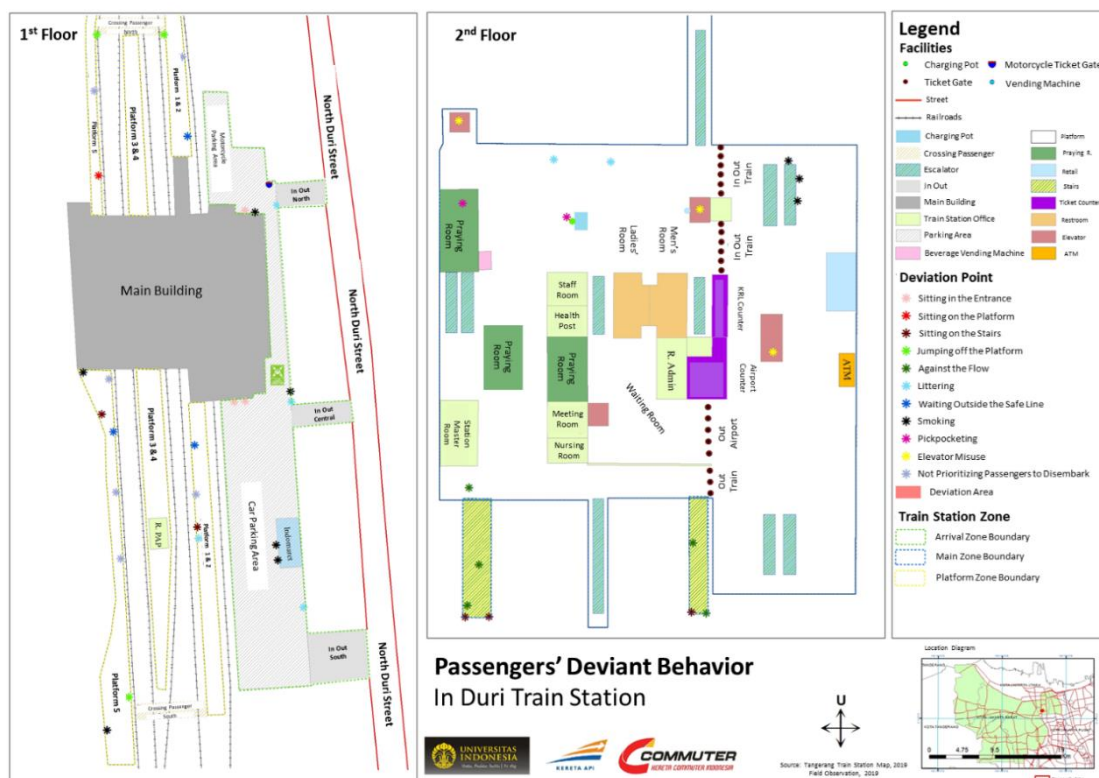 1st Floor
Crossing Passenger
North
Platform 5
Platform 3 & 4
Platform 1 & 2
Motorcycle
Parking Area
North Duri Street
In Out
North
Main Building
North Duri Street
In Out
Central
Platform 3 & 4
Car Parking Area
Indomaret
R. PAP
Platform 1 & 2
In Out
South
North Duri Street
Platform 5
Crossing Passenger
South
2nd Floor
Train
In Out
Praying
Room
Ladies'
Room
Men's
Room
Train
In Out
Staff
Room
Health
Post
KRL Counter
Praying
Room
Praying
Room
R. Admin
Airport
Counter
ATM
Waiting Room
Station
Master
Room
Meeting
Room
Nursing
Room
Airport
Out
Train
Out
Legend
Facilities
Charging Pot
Motorcycle Ticket Gate
Ticket Gate
Vending Machine
Street
Railroads
Charging Pot
Platform
Crossing Passenger
Praying R.
Escalator
Retail
In Out
Stairs
Main Building
Ticket Counter
Train Station Office
Restroom
Parking Area
Elevator
Beverage Vending Machine
ATM
Deviation Point
Sitting in the Entrance
Sitting on the Platform
Sitting on the Stairs
Jumping off the Platform
Against the Flow
Littering
Waiting Outside the Safe Line
Smoking
Pickpocketing
Elevator Misuse
Not Prioritizing Passengers to Disembark
Deviation Area
Train Station Zone
Arrival Zone Boundary
Main Zone Boundary
Platform Zone Boundary
Passengers' Deviant Behavior
In Duri Train Station
UNIVERSITAS
INDONESIA
KERETA API
COMMUTER
KERETA COMMUTER INDONESIA
U
Source: Tangerang Train Station Map, 2019
Field Observation, 2019
Location Diagram
0 4.75 9.5